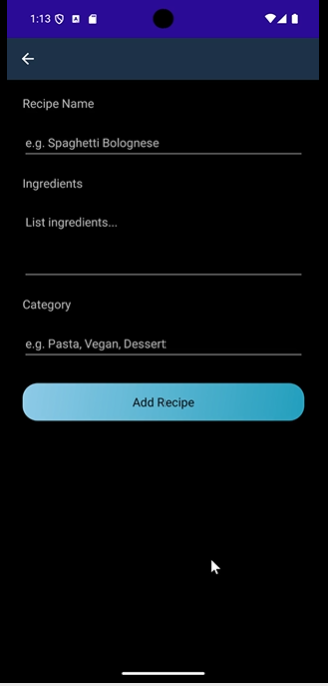 1:13
Recipe Name
e.g. Spaghetti Bolognese
Ingredients
List ingredients...
Category
e.g. Pasta, Vegan, Dessert
Add Recipe